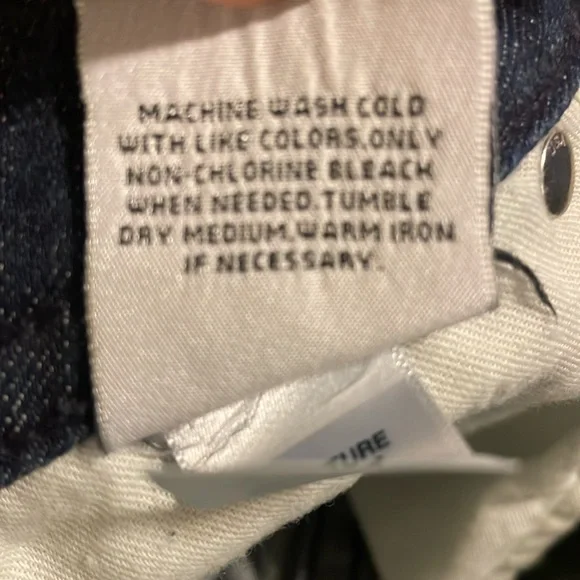 MACHINE WASH COLD
WITH LIKE COLORS.ONLY
NON-CHLORINE BLEACH
WHEN NEEDED.TUMBLE
DRY MEDIUM.WARM IRON
IF NECESSARY.